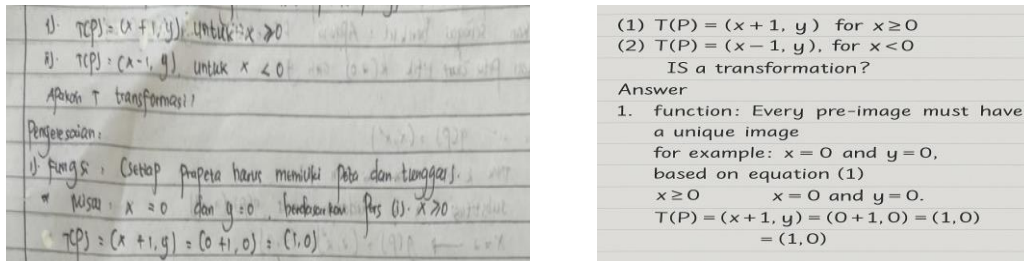 1). T(P) = (x + 1, y), untuk x ≥ 0
2). T(P) = (x - 1, y), untuk x < 0
Apakah T transformasi?
Penyelesaian:
1). Fungsi, (setiap prapeta harus memiliki peta dan tunggal).
* Misal x = 0 dan y = 0, berdasarkan Pers (1). x ≥ 0
T(P) = (x + 1, y) = (0 + 1, 0) = (1, 0)
(1) T(P) = (x + 1, y) for x ≥ 0
(2) T(P) = (x – 1, y), for x < 0
IS a transformation?
Answer
1. function: Every pre-image must have
a unique image
for example: x = 0 and y = 0,
based on equation (1)
x ≥ 0 x = 0 and y = 0.
T(P) = (x + 1, y) = (0 + 1, 0) = (1, 0)
= (1, 0)